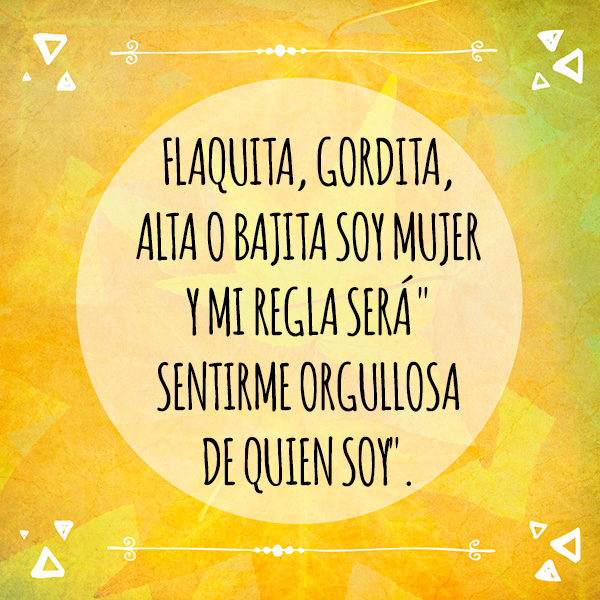 FLAQUITA, GORDITA,
ALTA O BAJITA SOY MUJER
Y MI REGLA SERÁ "
SENTIRME ORGULLOSA
DE QUIEN SOY".